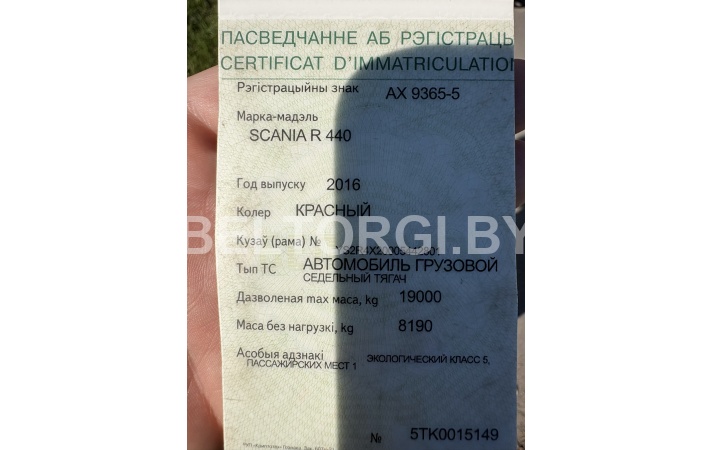 ПАСВЕДЧАННЕ АБ РЭГІСТРАЦЫ
CERTIFICAT D'IMMATRICULATION
Рэгістрацыйны знак AX 9365-5
Марка-мадэль
SCANIA R 440
Год выпуску 2016
Колер КРАСНЫЙ
BELTORGI.BY
Кузаў (рама) №
Тып ТС АВТОМОБИЛЬ ГРУЗОВОЙ
СЕДЕЛЬНЫЙ ТЯГАЧ
Дазволеная max маса, kg 19000
Маса без нагрузкі, kg 8190
Асобыя адзнакі ЭКОЛОГИЧЕСКИЙ КЛАСС 5,
ПАССАЖИРСКИХ МЕСТ 1
№ 5TK0015149